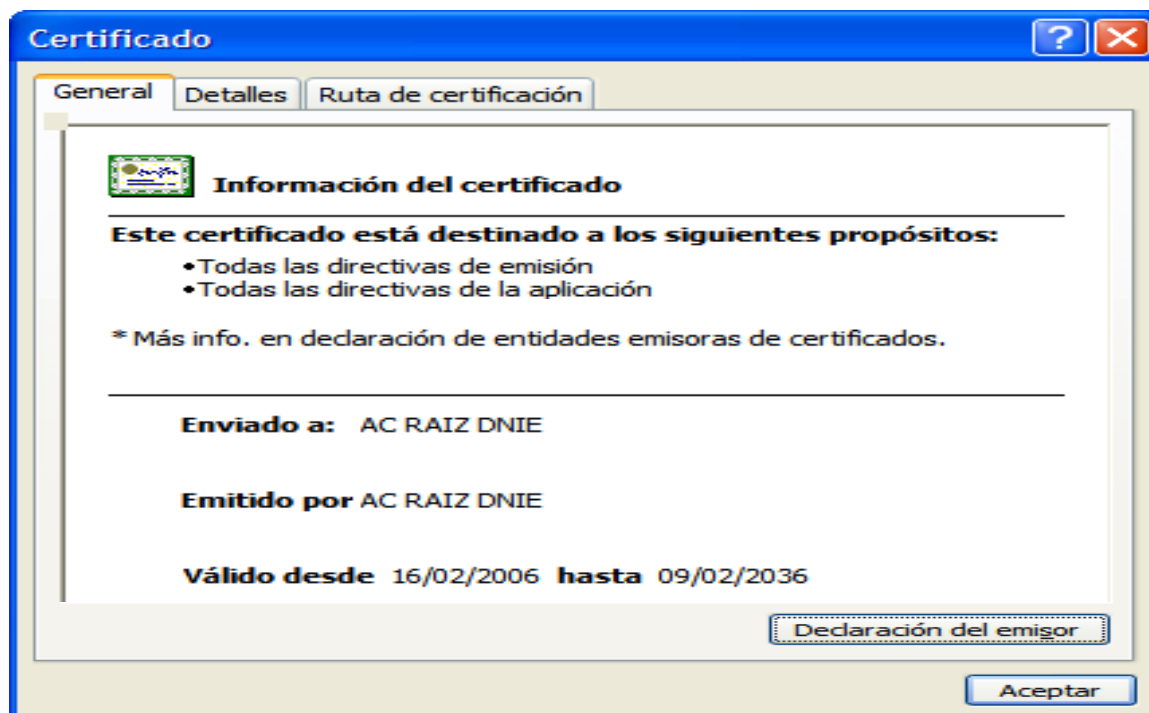 Certificado
General Detalles Ruta de certificación
Información del certificado
Este certificado está destinado a los siguientes propósitos:
•Todas las directivas de emisión
•Todas las directivas de la aplicación
* Más info. en declaración de entidades emisoras de certificados.
Enviado a: AC RAIZ DNIE
Emitido por AC RAIZ DNIE
Válido desde 16/02/2006 hasta 09/02/2036
Declaración del emisor
Aceptar